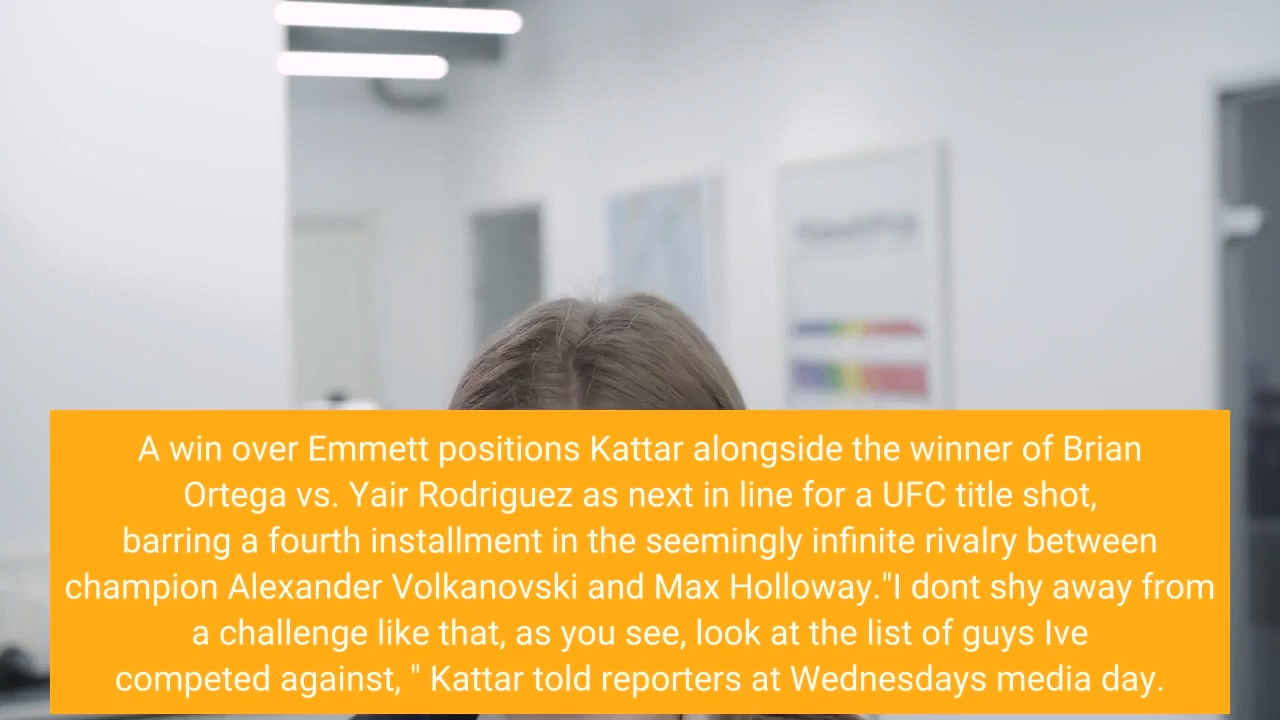 A win over Emmett positions Kattar alongside the winner of Brian
Ortega vs. Yair Rodriguez as next in line for a UFC title shot,
barring a fourth installment in the seemingly infinite rivalry between
champion Alexander Volkanovski and Max Holloway."I dont shy away from
a challenge like that, as you see, look at the list of guys Ive
competed against, " Kattar told reporters at Wednesdays media day.